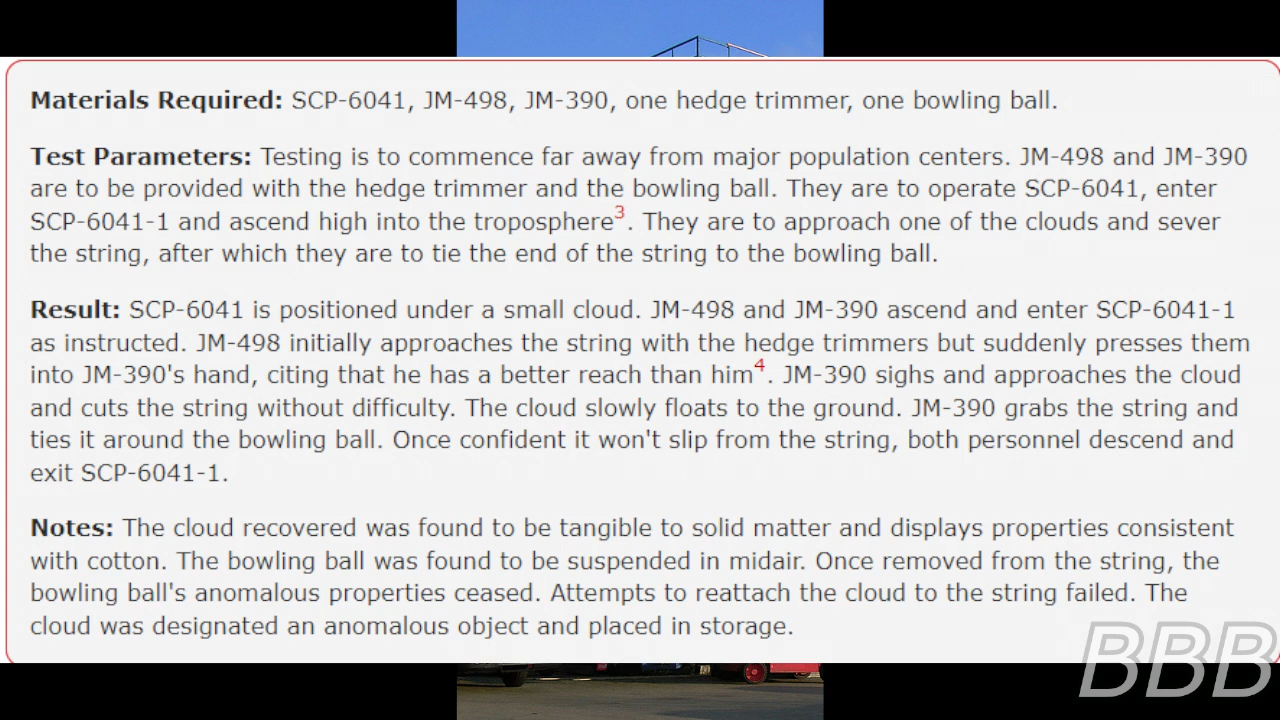 Materials Required: SCP-6041, JM-498, JM-390, one hedge trimmer, one bowling ball.
Test Parameters: Testing is to commence far away from major population centers. JM-498 and JM-390
are to be provided with the hedge trimmer and the bowling ball. They are to operate SCP-6041, enter
SCP-6041-1 and ascend high into the troposphere3. They are to approach one of the clouds and sever
the string, after which they are to tie the end of the string to the bowling ball.
Result: SCP-6041 is positioned under a small cloud. JM-498 and JM-390 ascend and enter SCP-6041-1
as instructed. JM-498 initially approaches the string with the hedge trimmers but suddenly presses them
into JM-390's hand, citing that he has a better reach than him4. JM-390 sighs and approaches the cloud
and cuts the string without difficulty. The cloud slowly floats to the ground. JM-390 grabs the string and
ties it around the bowling ball. Once confident it won't slip from the string, both personnel descend and
exit SCP-6041-1.
Notes: The cloud recovered was found to be tangible to solid matter and displays properties consistent
with cotton. The bowling ball was found to be suspended in midair. Once removed from the string, the
bowling ball's anomalous properties ceased. Attempts to reattach the cloud to the string failed. The
cloud was designated an anomalous object and placed in storage.
BBB